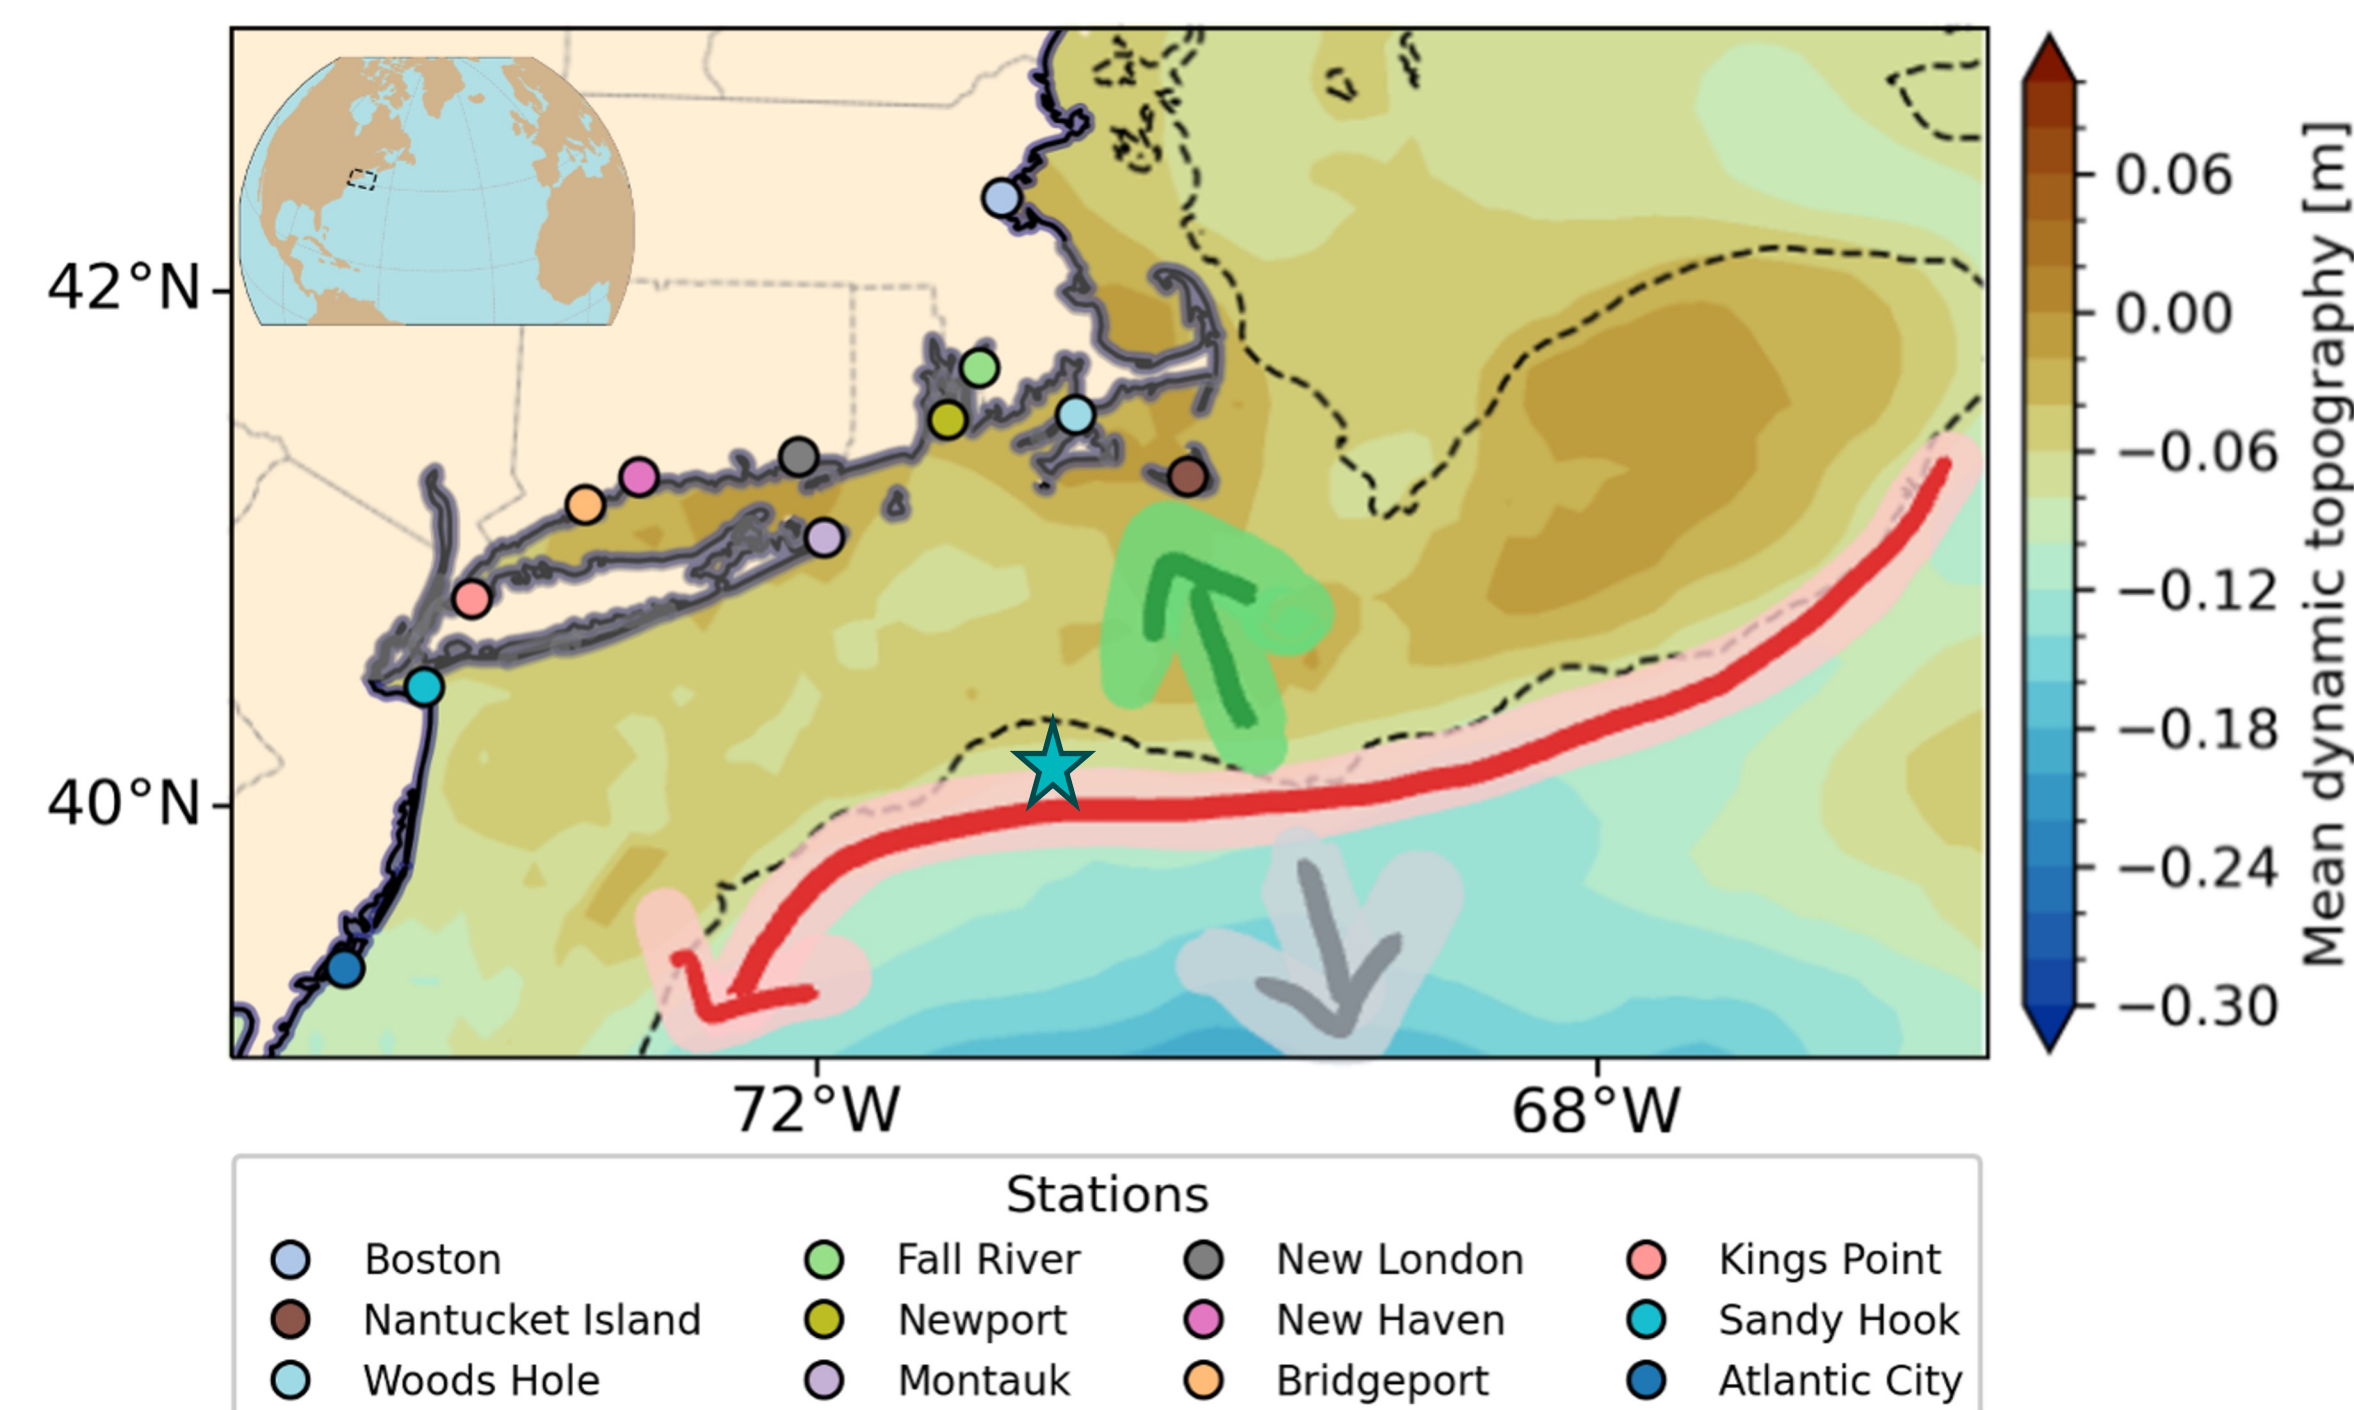 42°N
40°N
72°W
68°W
0.06
0.00
−0.06
−0.12
−0.18
−0.24
−0.30
Mean dynamic topography [m]
Stations
Boston
Fall River
New London
Kings Point
Nantucket Island
Newport
New Haven
Sandy Hook
Woods Hole
Montauk
Bridgeport
Atlantic City